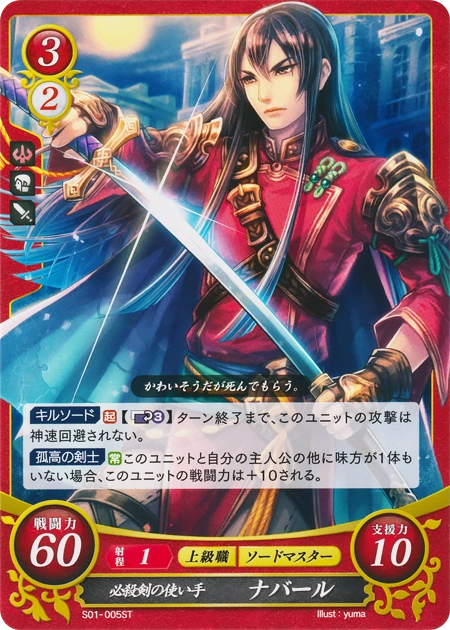 3
2
かわいそうだが死んでもらう。
キルソード 起【3】ターン終了まで、このユニットの攻撃は
神速回避されない。
孤高の剣士 常このユニットと自分の主人公の他に味方が1体も
いない場合、このユニットの戦闘力は+10される。
戦闘力
60
射程 1 上級職 ソードマスター
支援力
10
必殺剣の使い手 ナバール
S01-005ST Illust : yuma